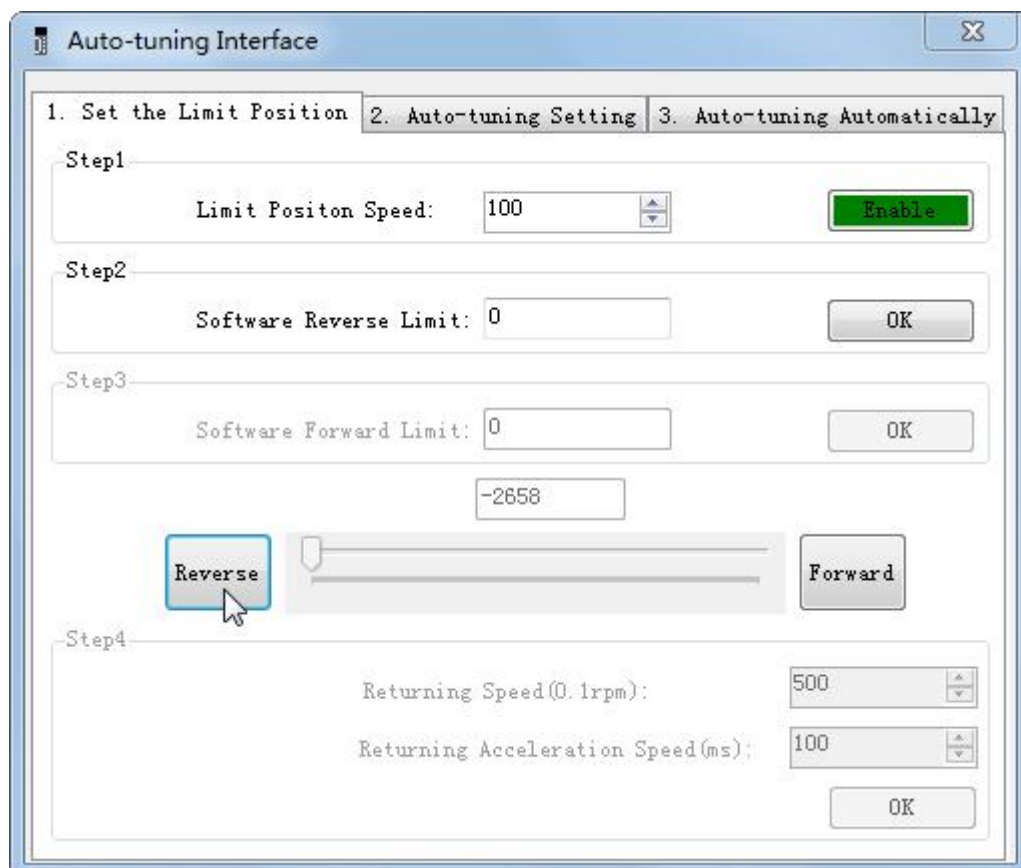 Auto-tuning Interface
1. Set the Limit Position 2. Auto-tuning Setting 3. Auto-tuning Automatically
Step1
Limit Positon Speed: 100 Enable
Step2
Software Reverse Limit: 0 OK
Step3
Software Forward Limit: 0 OK
-2658
Reverse Forward
Step4
Returning Speed(0.1rpm): 500
Returning Acceleration Speed(ms): 100
OK